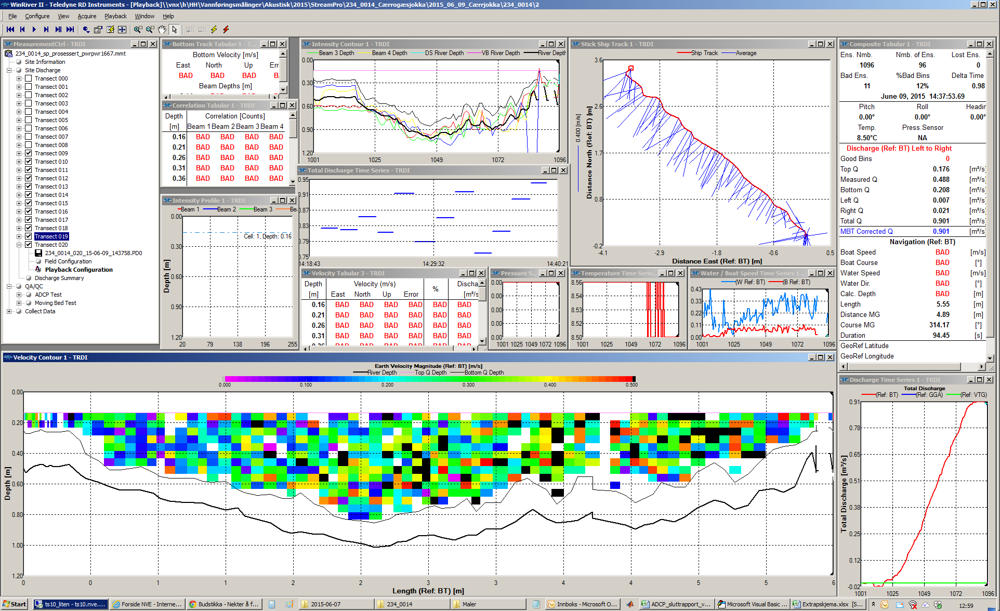 WinRiver II - Teledyne RD Instruments - [Playback]\\vnx\h\HH\Vannføringsmålinger\Akustisk\2015\StreamPro\234_0014_Cærrogæsjokka\2015_06_09_Cærrjokka\234_0014\2
File Configure View Acquire Playback Window Help
MeasurementCtrl - TRDI
234_0014_sp_prosessert_pwrpwr1667.mmt
Site Information
Site Discharge
Transect 000
Transect 001
Transect 002
Transect 003
Transect 004
Transect 005
Transect 006
Transect 007
Transect 008
Transect 009
Transect 010
Transect 011
Transect 012
Transect 013
Transect 014
Transect 015
Transect 016
Transect 017
Transect 018
Transect 019
Transect 020
234_0014_020_15-06-09_143758.PD0
Field Configuration
Playback Configuration
Discharge Summary
QA/QC
ADCP Test
Moving Bed Test
Collect Data
Bottom Track Tabular 1 - T...
Bottom Velocity [m/s]
East North Up Err
BAD BAD BAD B
Beam Depths [m]
Correlation Tabular 1 - TRDI
Depth Correlation [Counts]
[m] Beam 1 Beam 2 Beam 3 Beam 4
0.16 BAD BAD BAD BAD
0.21 BAD BAD BAD BAD
0.26 BAD BAD BAD BAD
0.31 BAD BAD BAD BAD
0.36 BAD BAD BAD BAD
Intensity Profile 1 - TRDI
Beam 1 Beam 2 Beam 3 Be
0.00
Cell: 1, Depth: 0.16
0.30
0.60
0.90
1.20
Depth [m]
20 79 138 196 255
Intensity Contour 1 - TRDI
Beam 3 Depth Beam 4 Depth DS River Depth VB River Depth River Depth
0.00
0.30
0.60
0.90
1.20
1001 1025 1049 1072 1096
Total Discharge Time Series - TRDI
0.95
0.91
0.87
0.83
0.79
0.75
14:18:43 14:29:32 14:40:21
Velocity Tabular 3 - TRDI
Depth Velocity (m/s) % Discha
[m] East North Up Error [m³/s
0.16 BAD BAD BAD BAD BAD BAD
0.21 BAD BAD BAD BAD BAD BAD
0.26 BAD BAD BAD BAD BAD BAD
0.31 BAD BAD BAD BAD BAD BAD
Pressure S...
0.00
0.00
0.00
0.00
0.00
1001 1025 1049 1072 1096
Stick Ship Track 1 - TRDI
Ship Track Average
3.6
2.6
1.7
0.8
-0.2
0.400 [m/s]
Distance North (Ref: BT) [m]
-4.1 -2.9 -1.8 -0.6 0.5
Distance East (Ref: BT) [m]
Temperature Time Serie...
8.56
8.54
8.53
8.52
8.50
1001 1025 1049 1072 1096
Water / Boat Speed Time Series 1 ...
(W Ref: BT) (B Ref: BT)
0.43
0.33
0.22
0.11
0.00
1001 1025 1049 1072 1096
Composite Tabular 1 - TRDI
Ens. Nmb. Nmb. of Ens. Lost Ens.
1096 96 0
Bad Ens. %Bad Bins Delta Time
11 12% 0.98
June 09, 2015 14:37:53.69
Pitch Roll Headin
0.00° 0.00° 0.00°
Temp. Press.Sensor
8.50°C NA
Discharge (Ref: BT) Left to Right
Good Bins 0
Top Q 0.176 [m³/s]
Measured Q 0.488 [m³/s]
Bottom Q 0.208 [m³/s]
Left Q 0.007 [m³/s]
Right Q 0.021 [m³/s]
Total Q 0.901 [m³/s]
MBT Corrected Q 0.901 [m³/s]
Navigation (Ref: BT)
Boat Speed BAD [m/s]
Boat Course BAD [°]
Water Speed BAD [m/s]
Water Dir. BAD [°]
Calc. Depth BAD [m]
Length 5.55 [m]
Distance MG 4.89 [m]
Course MG 314.17 [°]
Duration 94.45 [s]
GeoRef Latitude
GeoRef Longitude
Velocity Contour 1 - TRDI
Earth Velocity Magnitude (Ref: BT) [m/s]
River Depth Top Q Depth Bottom Q Depth
0.000 0.100 0.200 0.300 0.400 0.500
0.00
0.20
0.40
0.60
0.80
1.00
1.20
Depth [m]
0 0 1 1 2 2 3 3 4 4 5 5 6
Length (Ref: BT) [m]
Discharge Time Series 1 - TRDI
Total Discharge
(Ref: BT) (Ref: GGA) (Ref: VTG)
0.91
0.78
0.65
0.51
0.38
0.25
0.12
-0.02
Total Discharge [m³/s]
1001 1025 1049 1072 1096
Start ts10_liten - ts10.nve.... Forside NVE - Interne... Budstikka - Nekter å f... 2015-06-07 234_0014 Maler Innboks - Microsoft O... ADCP_sluttrapport_v... Microsoft Visual Basic ... Extrapskjema.xlsx [S... 12:59